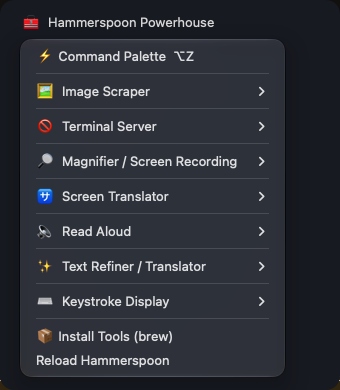 Hammerspoon Powerhouse
Command Palette ⌥Z
Image Scraper
Terminal Server
Magnifier / Screen Recording
サ Screen Translator
Read Aloud
Text Refiner / Translator
Keystroke Display
Install Tools (brew)
Reload Hammerspoon